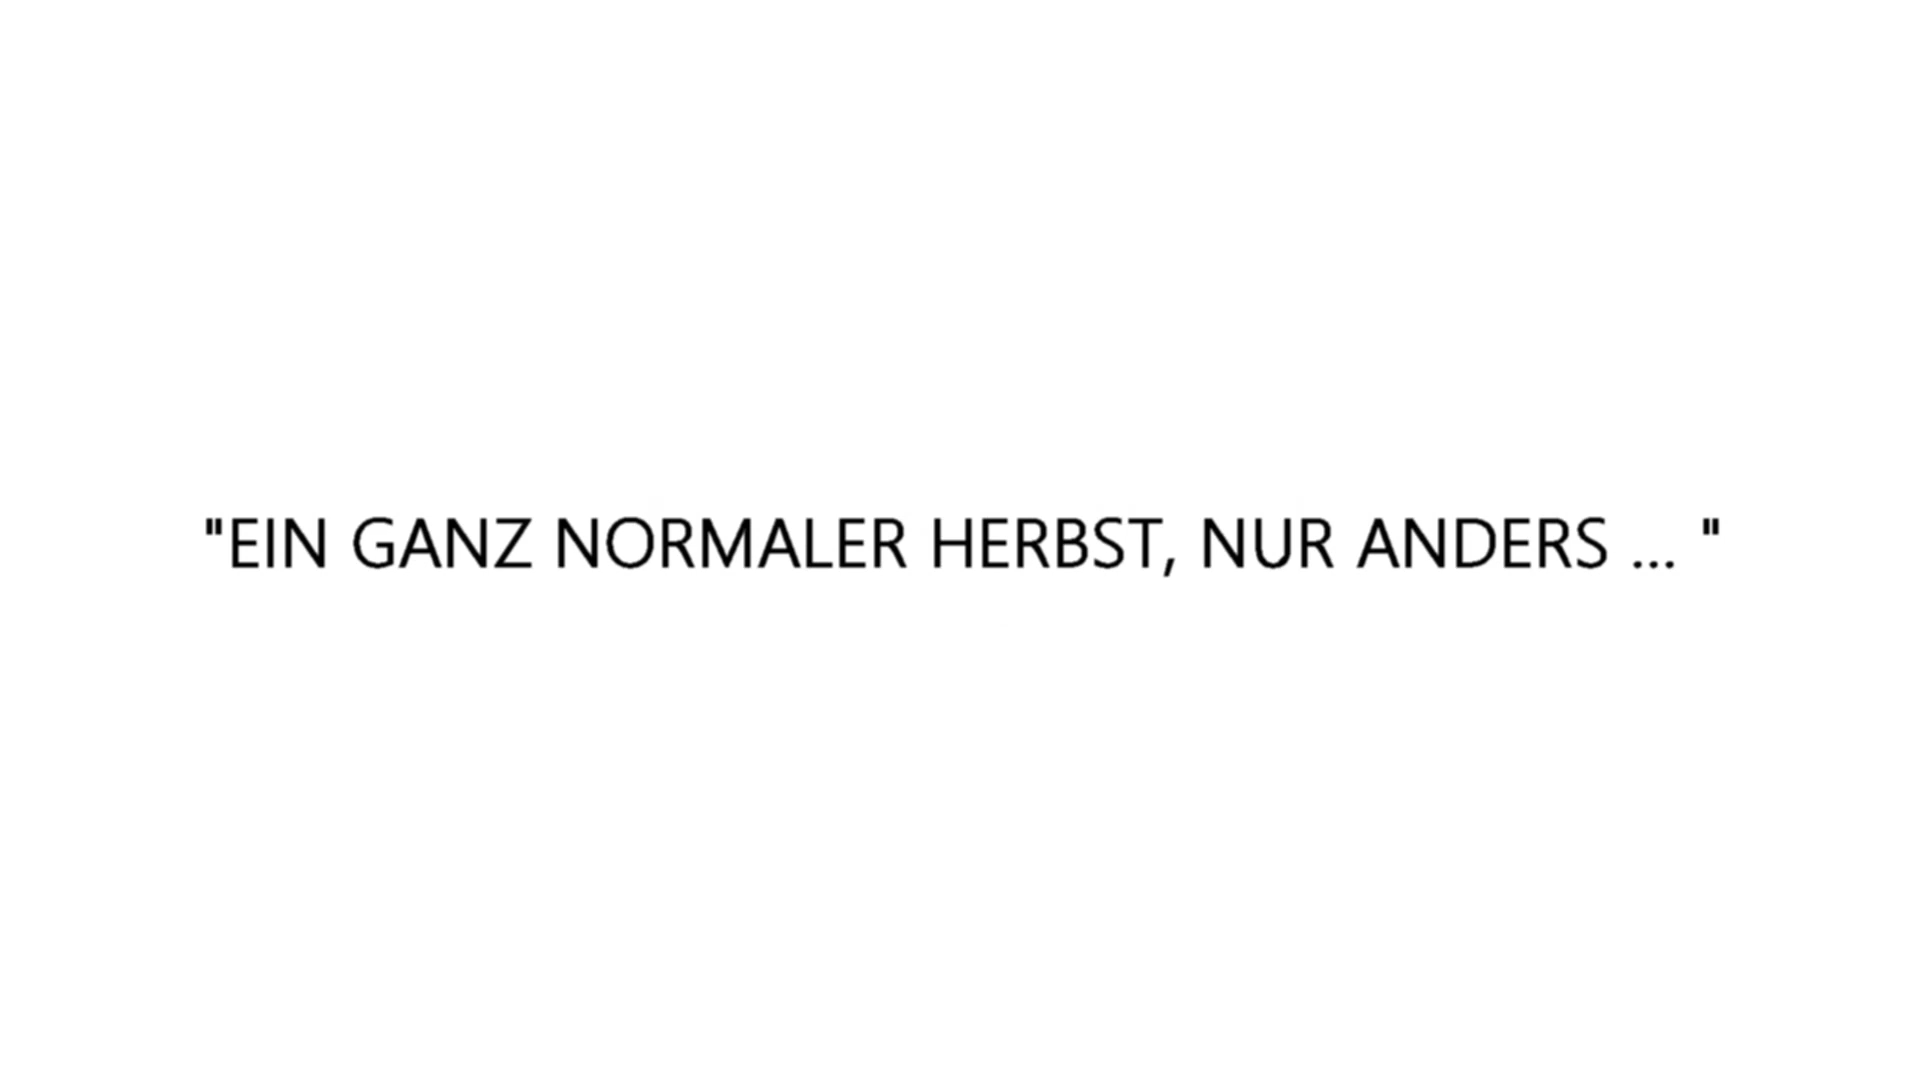 "EIN GANZ NORMALER HERBST, NUR ANDERS ... "